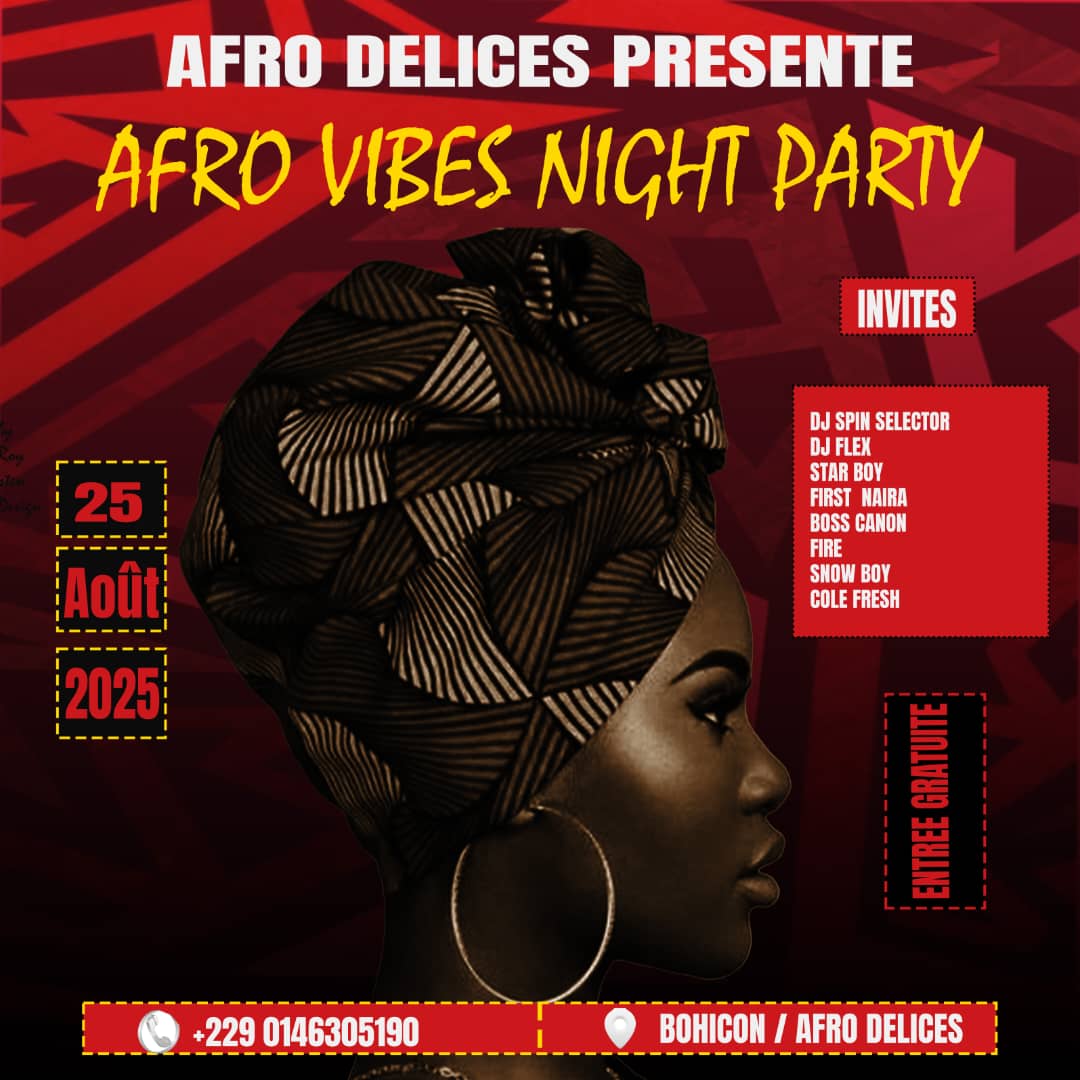 AFRO DELICES PRESENTE
AFRO VIBES NIGHT PARTY
INVITES
DJ SPIN SELECTOR
DJ FLEX
STAR BOY
FIRST NAIRA
BOSS CANON
FIRE
SNOW BOY
COLE FRESH
25
Août
2025
Design
ENTREE GRATUITE
+229 0146305190
BOHICON / AFRO DELICES